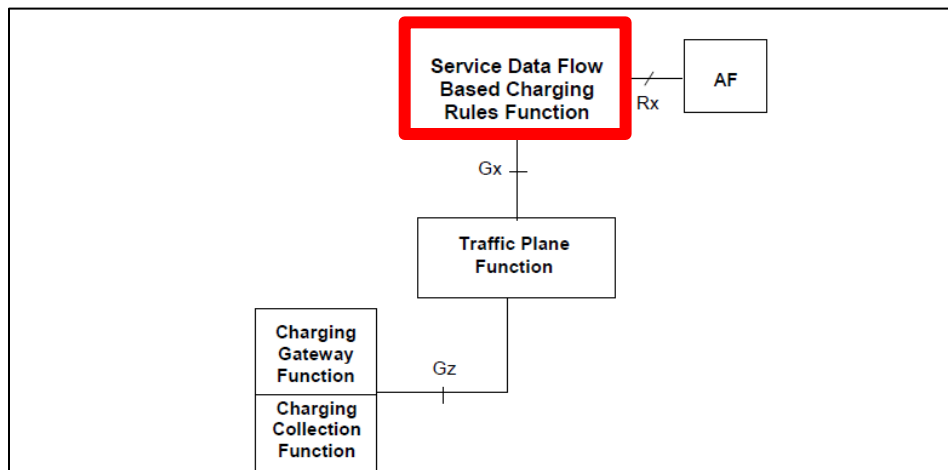 Service Data Flow
Based Charging
Rules Function
AF
Rx
Gx
Traffic Plane
Function
Charging
Gateway
Function
Gz
Charging
Collection
Function